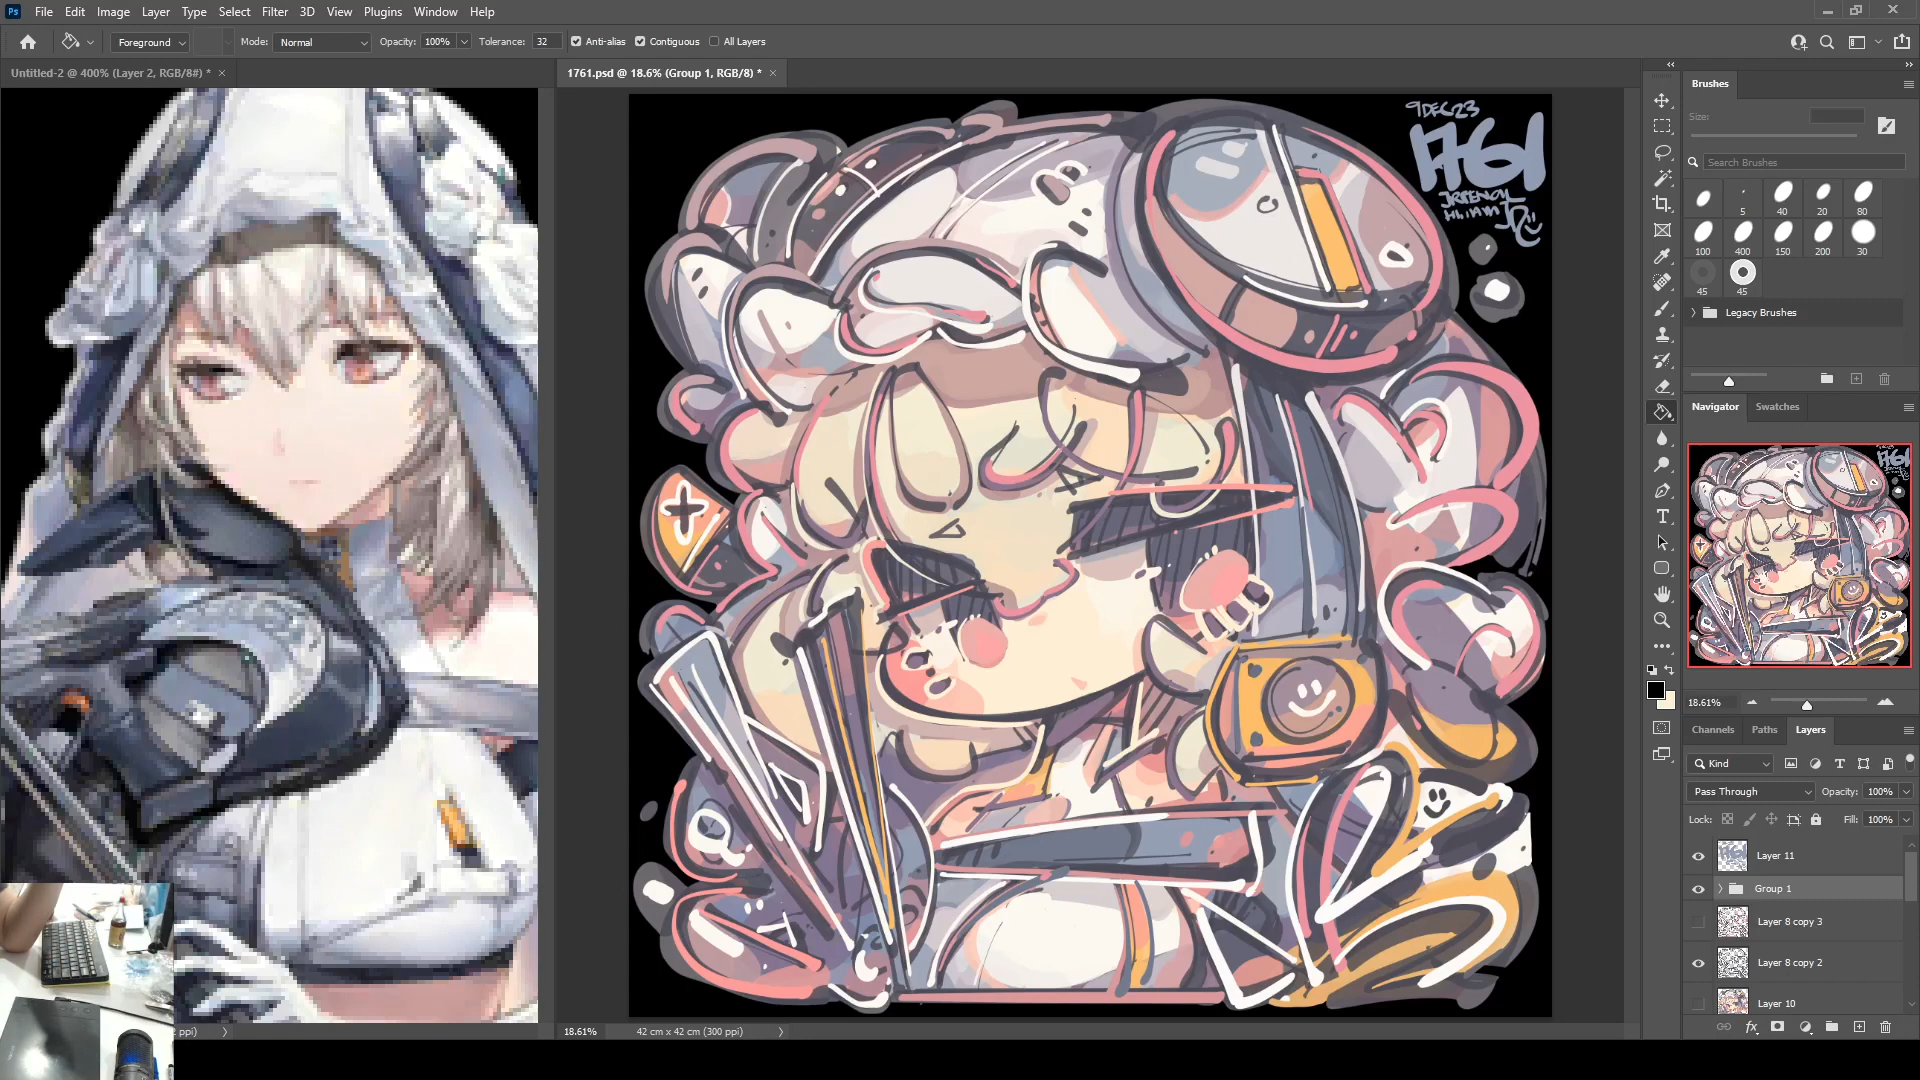 Ps File Edit Image Layer Type Select Filter 3D View Plugins Window Help
Foreground Mode: Normal Opacity: 100% Tolerance: 32 Anti-alias Contiguous All Layers
Untitled-2 @ 400% (Layer 2, RGB/8#) * ×
1761.psd @ 18.6% (Group 1, RGB/8) * ×
9DEC23
1761
Brushes
Size:
Search Brushes
5 40 20 80
100 400 150 200 30
45 45
Legacy Brushes
Navigator Swatches
18.61%
Channels Paths Layers
Kind
Pass Through Opacity: 100%
Lock: Fill: 100%
Layer 11
Group 1
Layer 8 copy 3
Layer 8 copy 2
Layer 10
ppi)
18.61% 42 cm x 42 cm (300 ppi)